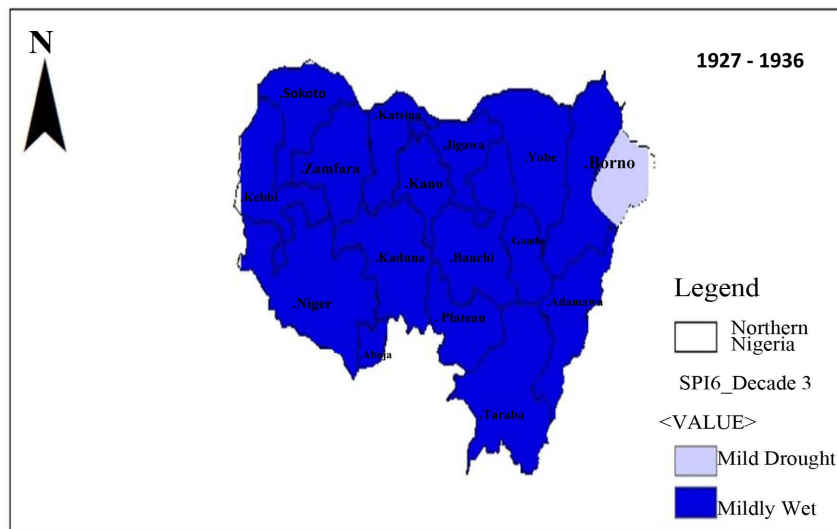 N
1927 - 1936
.Sokoto
.Katsina
.Jigawa
.Yobe
.Borno
.Zamfara
.Kano
.Kebbi
.Gombe
.Kaduna
.Bauchi
.Niger
.Adamawa
. Plateau
.Abuja
.Taraba
Legend
Northern
Nigeria
SPI6_Decade 3
<VALUE>
Mild Drought
Mildly Wet